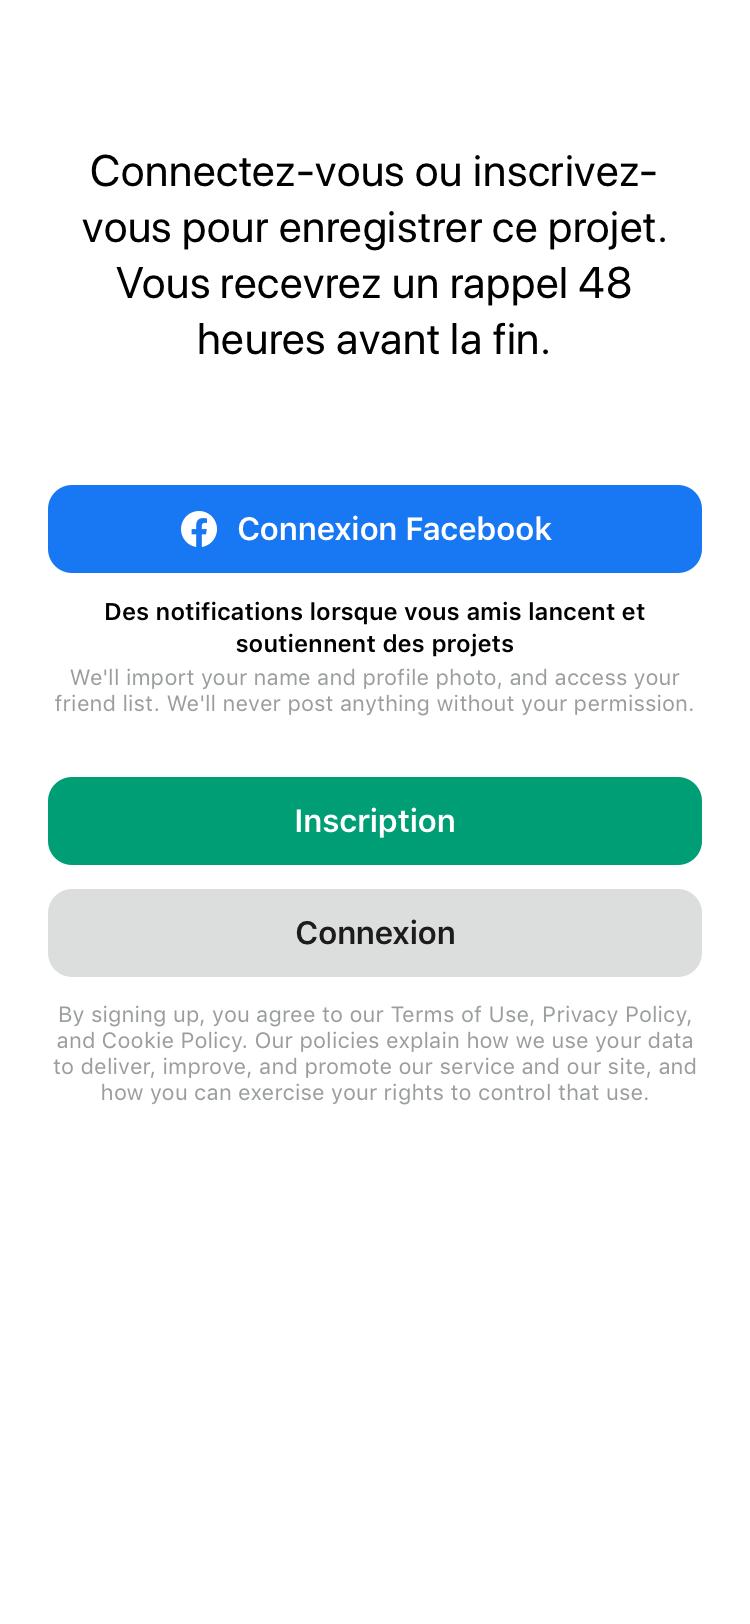 Connectez-vous ou inscrivez-
vous pour enregistrer ce projet.
Vous recevrez un rappel 48
heures avant la fin.
Connexion Facebook
Des notifications lorsque vous amis lancent et
soutiennent des projets
We'll import your name and profile photo, and access your
friend list. We'll never post anything without your permission.
Inscription
Connexion
By signing up, you agree to our Terms of Use, Privacy Policy,
and Cookie Policy. Our policies explain how we use your data
to deliver, improve, and promote our service and our site, and
how you can exercise your rights to control that use.